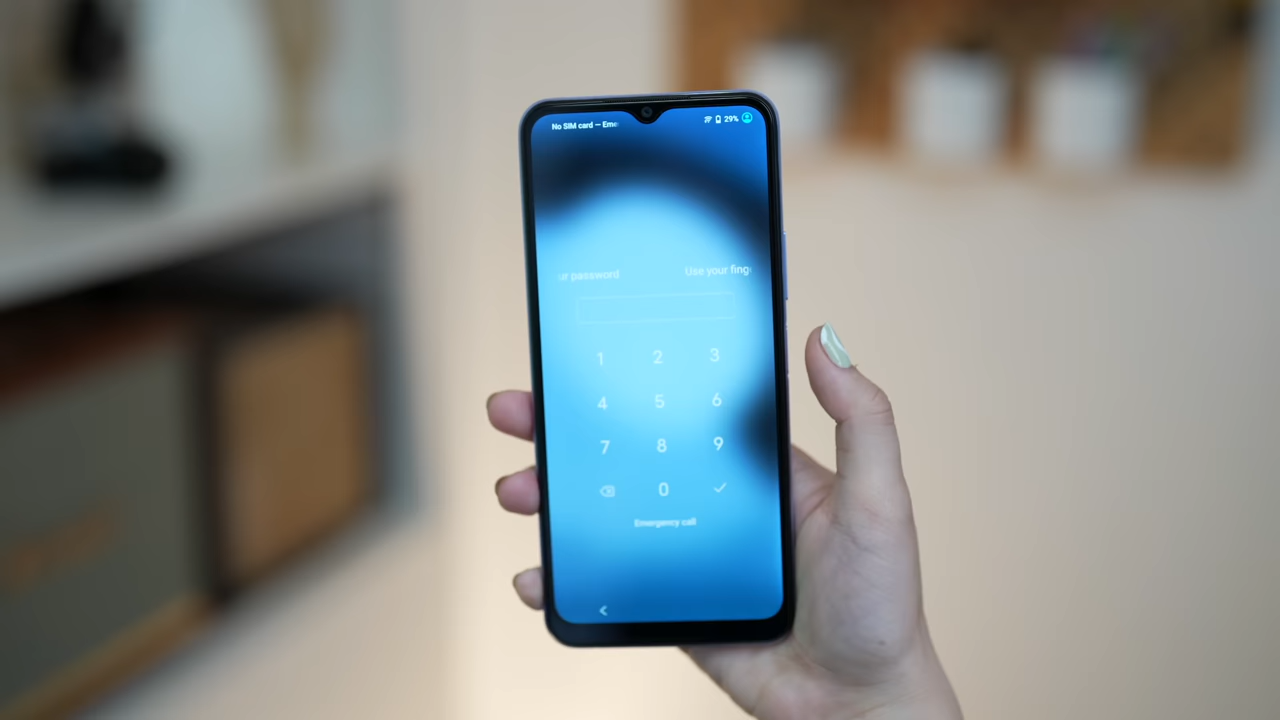 No SIM card — Eme
29%
ur password Use your fing
1 2 3
4 5 6
7 8 9
0
Emergency call